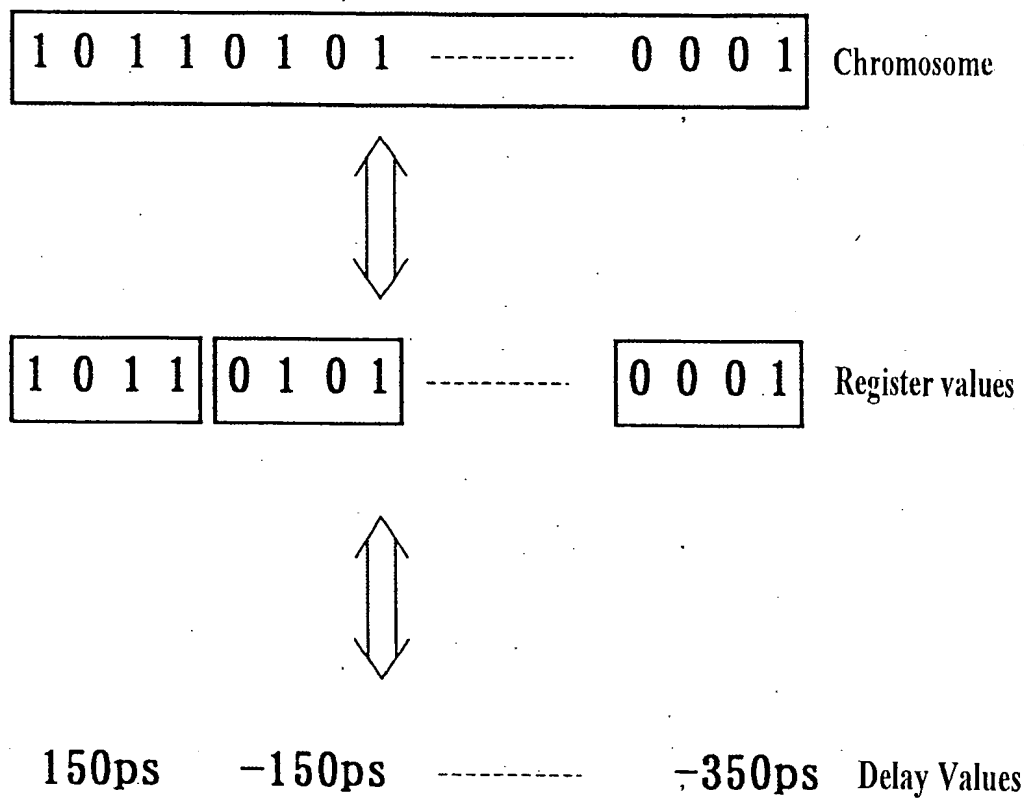 1 0 1 1 0 1 0 1 ---------- 0 0 0 1 Chromosome
1 0 1 1 0 1 0 1 ---------- 0 0 0 1 Register values
150ps -150ps ---------- -350ps Delay Values